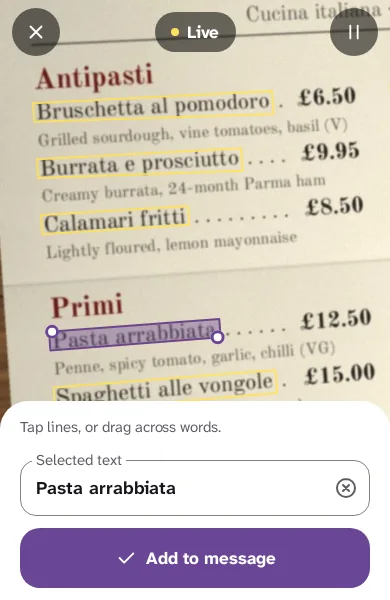 Cucina italiana
Live
Antipasti
Bruschetta al pomodoro . £6.50
Grilled sourdough, vine tomatoes, basil (V)
Burrata e prosciutto .... £9.95
Creamy burrata, 24-month Parma ham
Calamari fritti ......... £8.50
Lightly floured, lemon mayonnaise
Primi
Pasta arrabbiata ...... £12.50
Penne, spicy tomato, garlic, chilli (VG)
Spaghetti alle vongole . £15.00
Tap lines, or drag across words.
Selected text
Pasta arrabbiata
Add to message